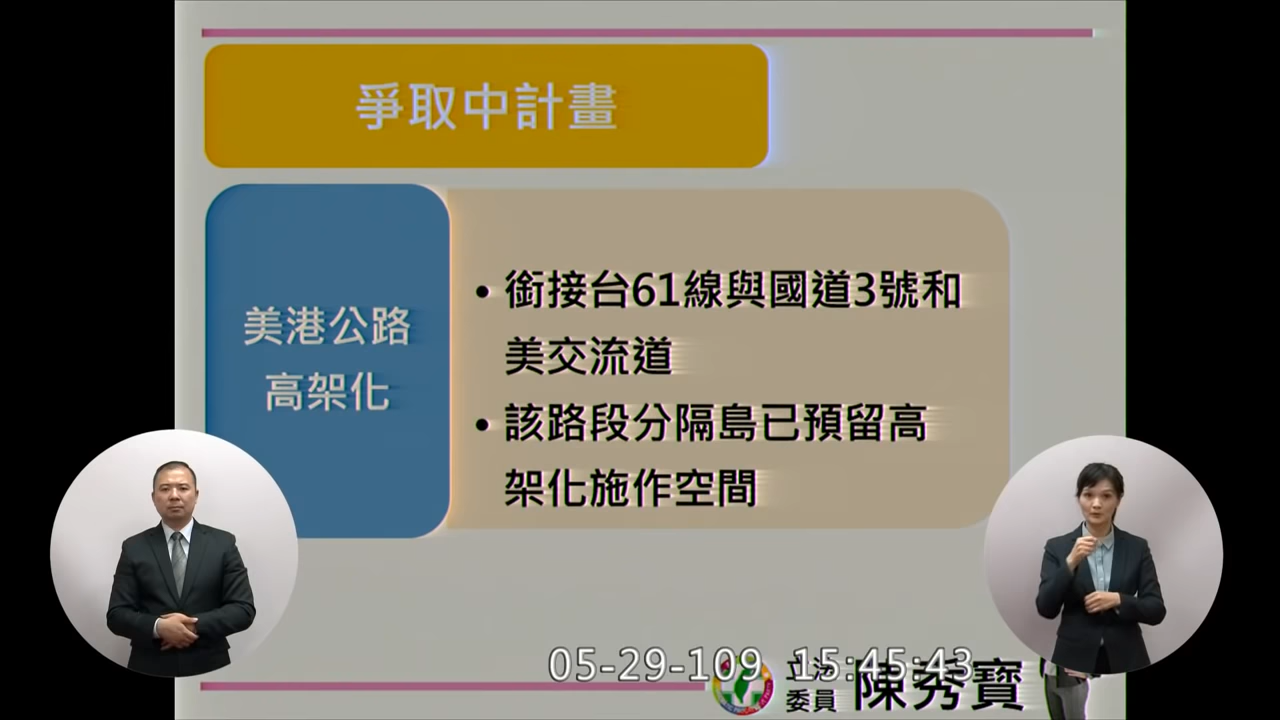 爭取中計畫
美港公路
高架化
• 銜接台61線與國道3號和
美交流道
• 該路段分隔島已預留高
架化施作空間
05-29-109 15:45:43
立法
委員
陳秀寶